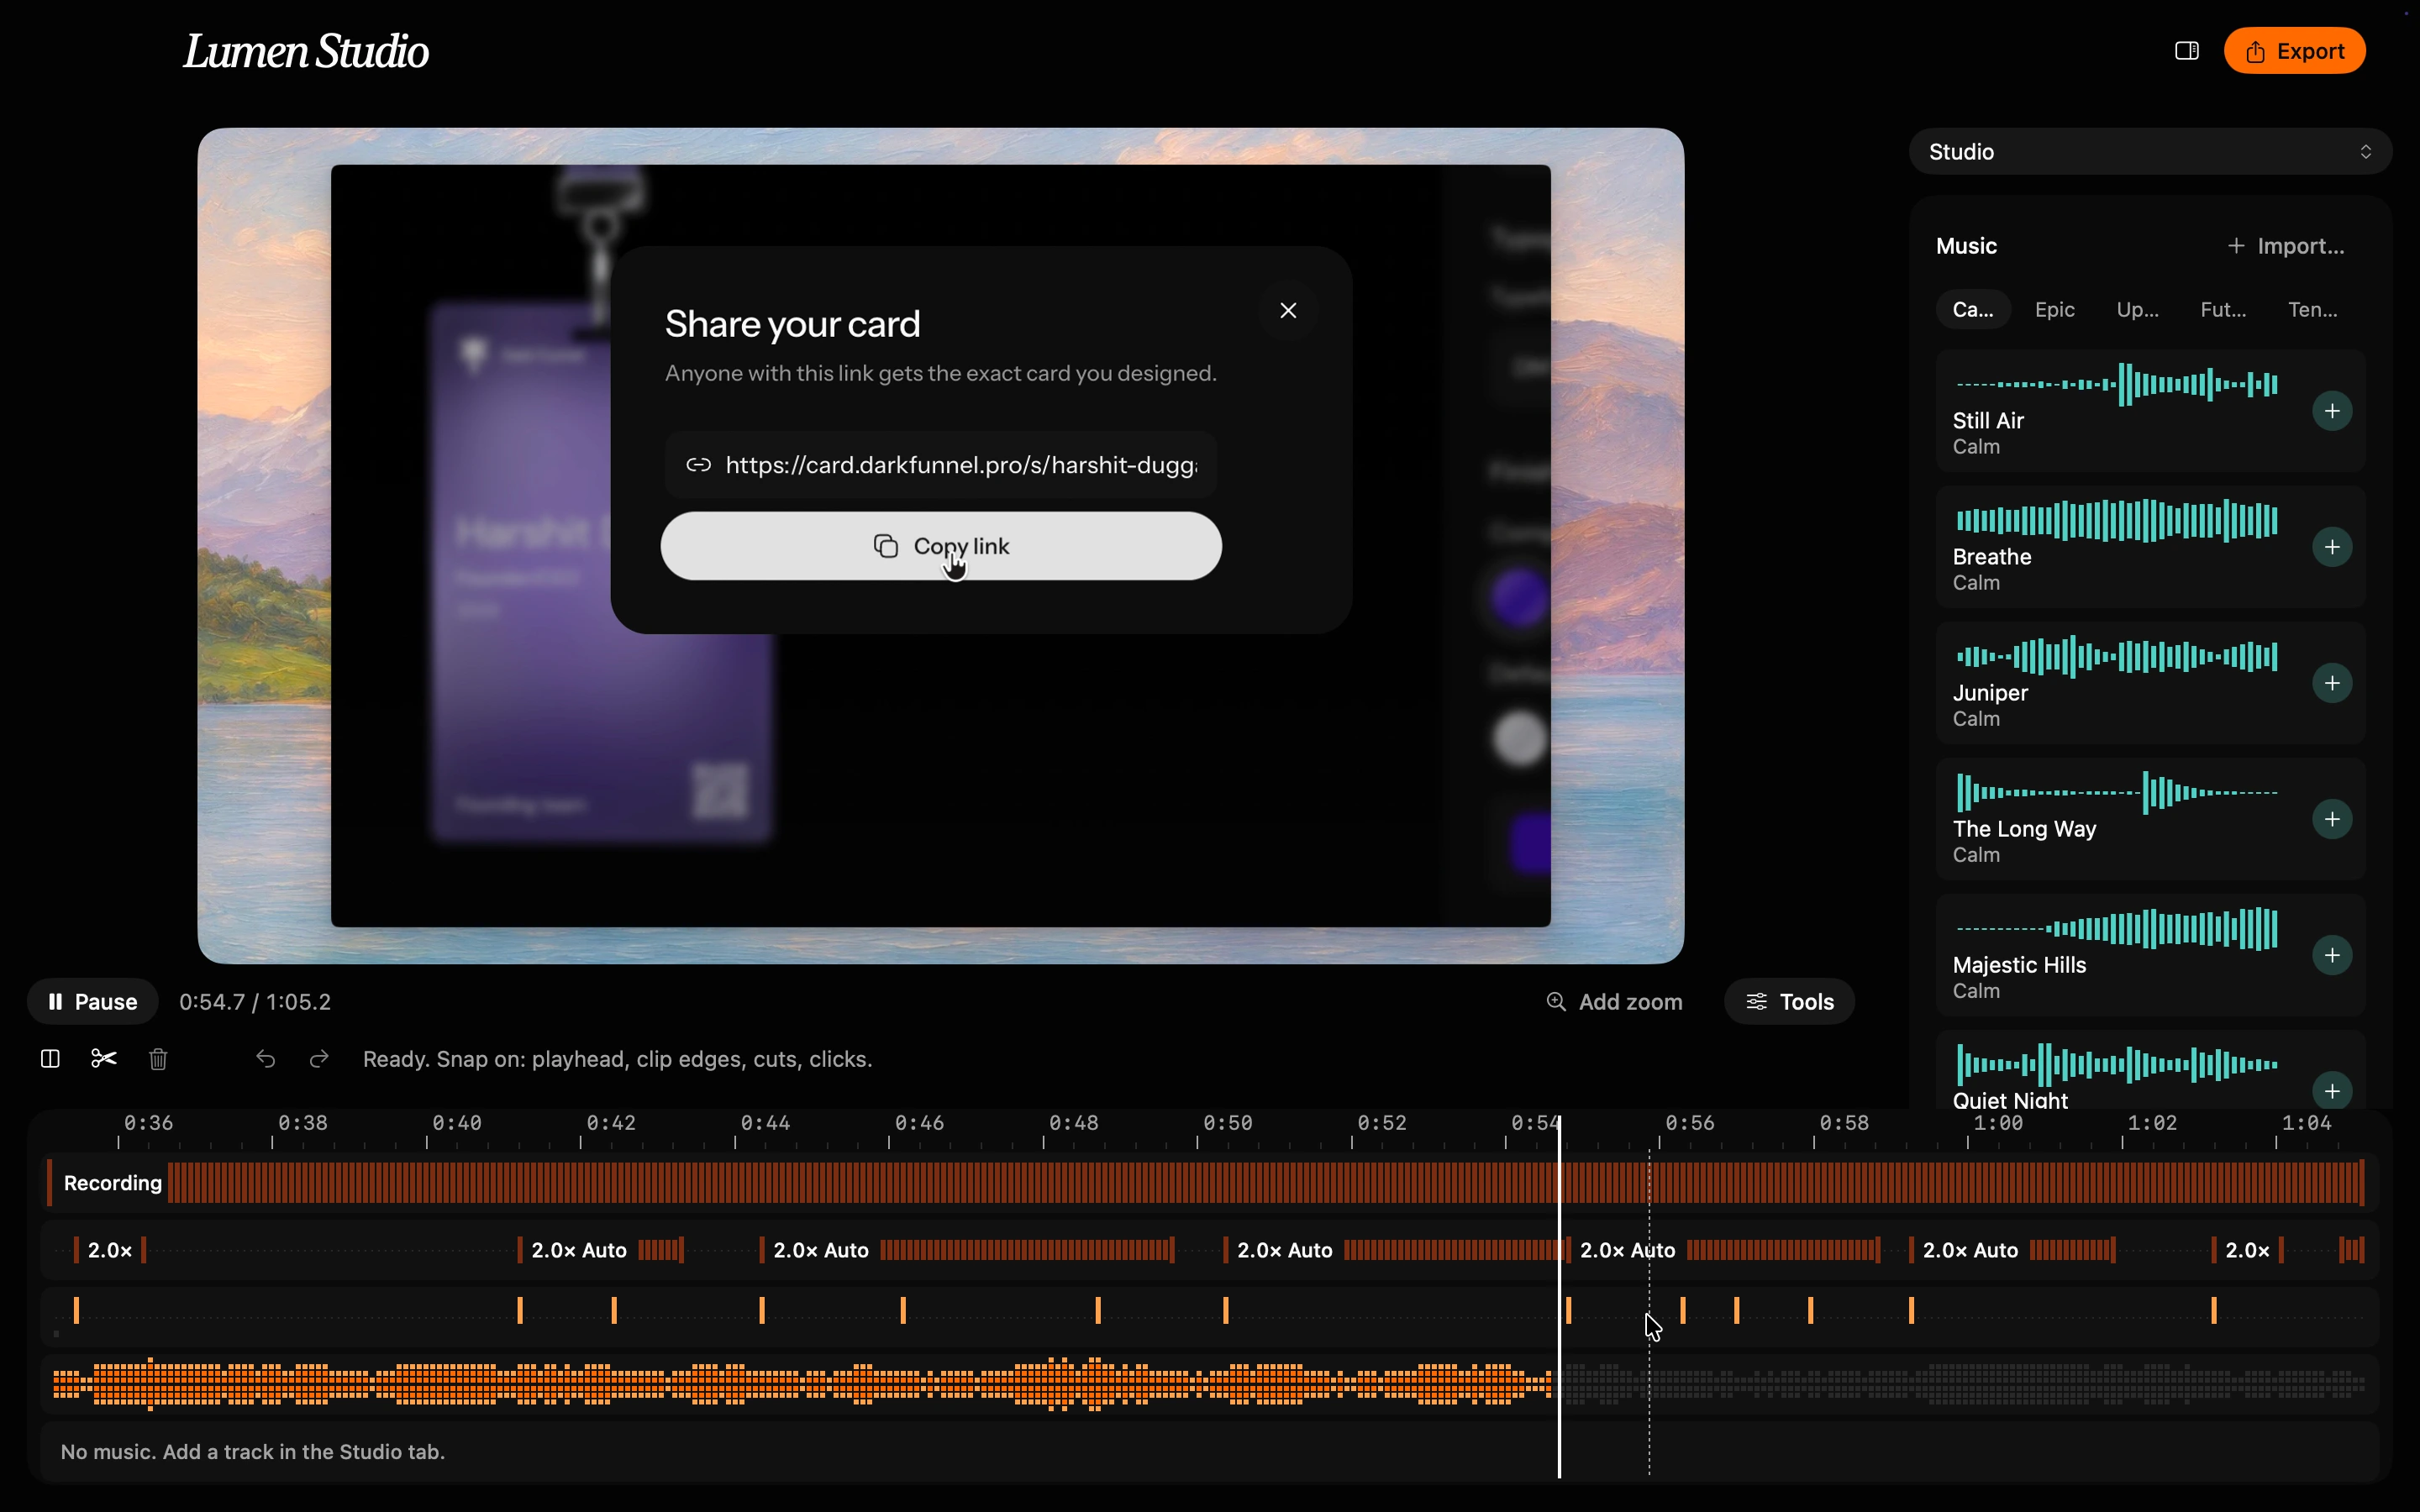 Lumen Studio
Export
Studio
Music
Import...
Ca...
Epic
Up...
Fut...
Ten...
Still Air
Calm
Breathe
Calm
Juniper
Calm
The Long Way
Calm
Majestic Hills
Calm
Quiet Night
Share your card
Anyone with this link gets the exact card you designed.
https://card.darkfunnel.pro/s/harshit-dugg
Copy link
Harshit
Pause
0:54.7 / 1:05.2
Add zoom
Tools
Ready. Snap on: playhead, clip edges, cuts, clicks.
0:36 0:38 0:40 0:42 0:44 0:46 0:48 0:50 0:52 0:54 0:56 0:58 1:00 1:02 1:04
Recording
2.0× 2.0× Auto 2.0× Auto 2.0× Auto 2.0× Auto 2.0× Auto 2.0×
No music. Add a track in the Studio tab.